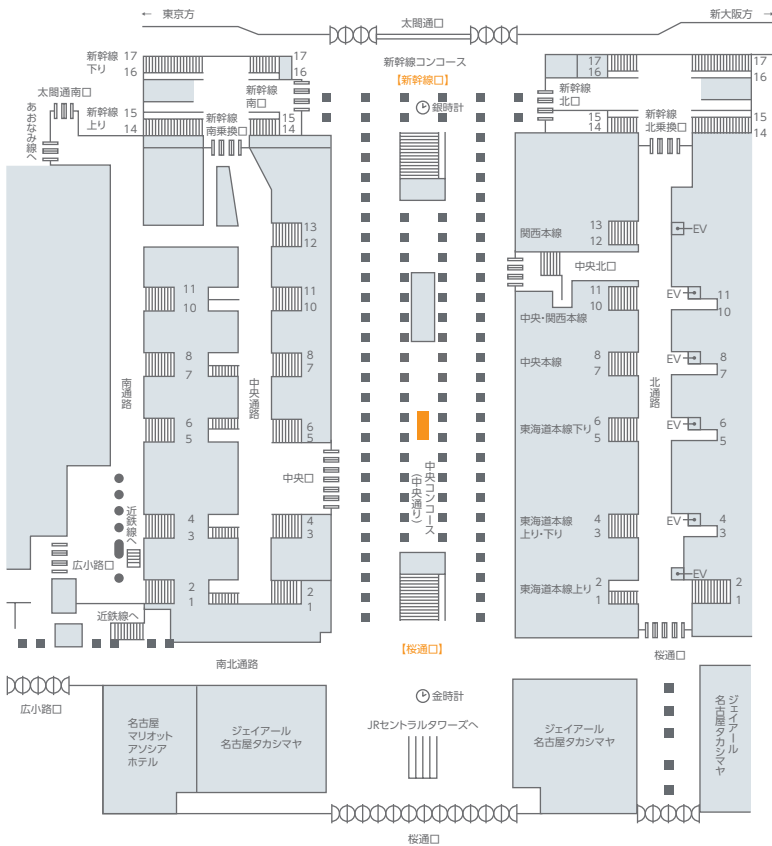 ← 東京方
太閤通口
新大阪方 →
新幹線
下り
17
16
17
16
新幹線コンコース
【新幹線口】
17
16
17
16
太閤通南口
新幹線
南口
銀時計
新幹線
北口
あおなみ線へ
新幹線
上り
15
14
新幹線
南乗換口
15
14
15
14
新幹線
北乗換口
15
14
13
12
関西本線
13
12
EV
中央北口
11
10
11
10
11
10
中央・関西本線
EV
11
10
8
7
8
7
中央本線
8
7
EV
8
7
南通路
中央通路
北通路
6
5
6
5
東海道本線下り
6
5
EV
6
5
中央口
中央コンコース
(中央通り)
近鉄線へ
4
3
4
3
東海道本線
上り・下り
4
3
EV
4
3
広小路口
2
1
2
1
東海道本線上り
2
1
EV
2
1
近鉄線へ
【桜通口】
桜通口
南北通路
広小路口
金時計
名古屋
マリオット
アソシア
ホテル
ジェイアール
名古屋タカシマヤ
JRセントラルタワーズへ
ジェイアール
名古屋タカシマヤ
ジェイアール
名古屋タカシマヤ
桜通口